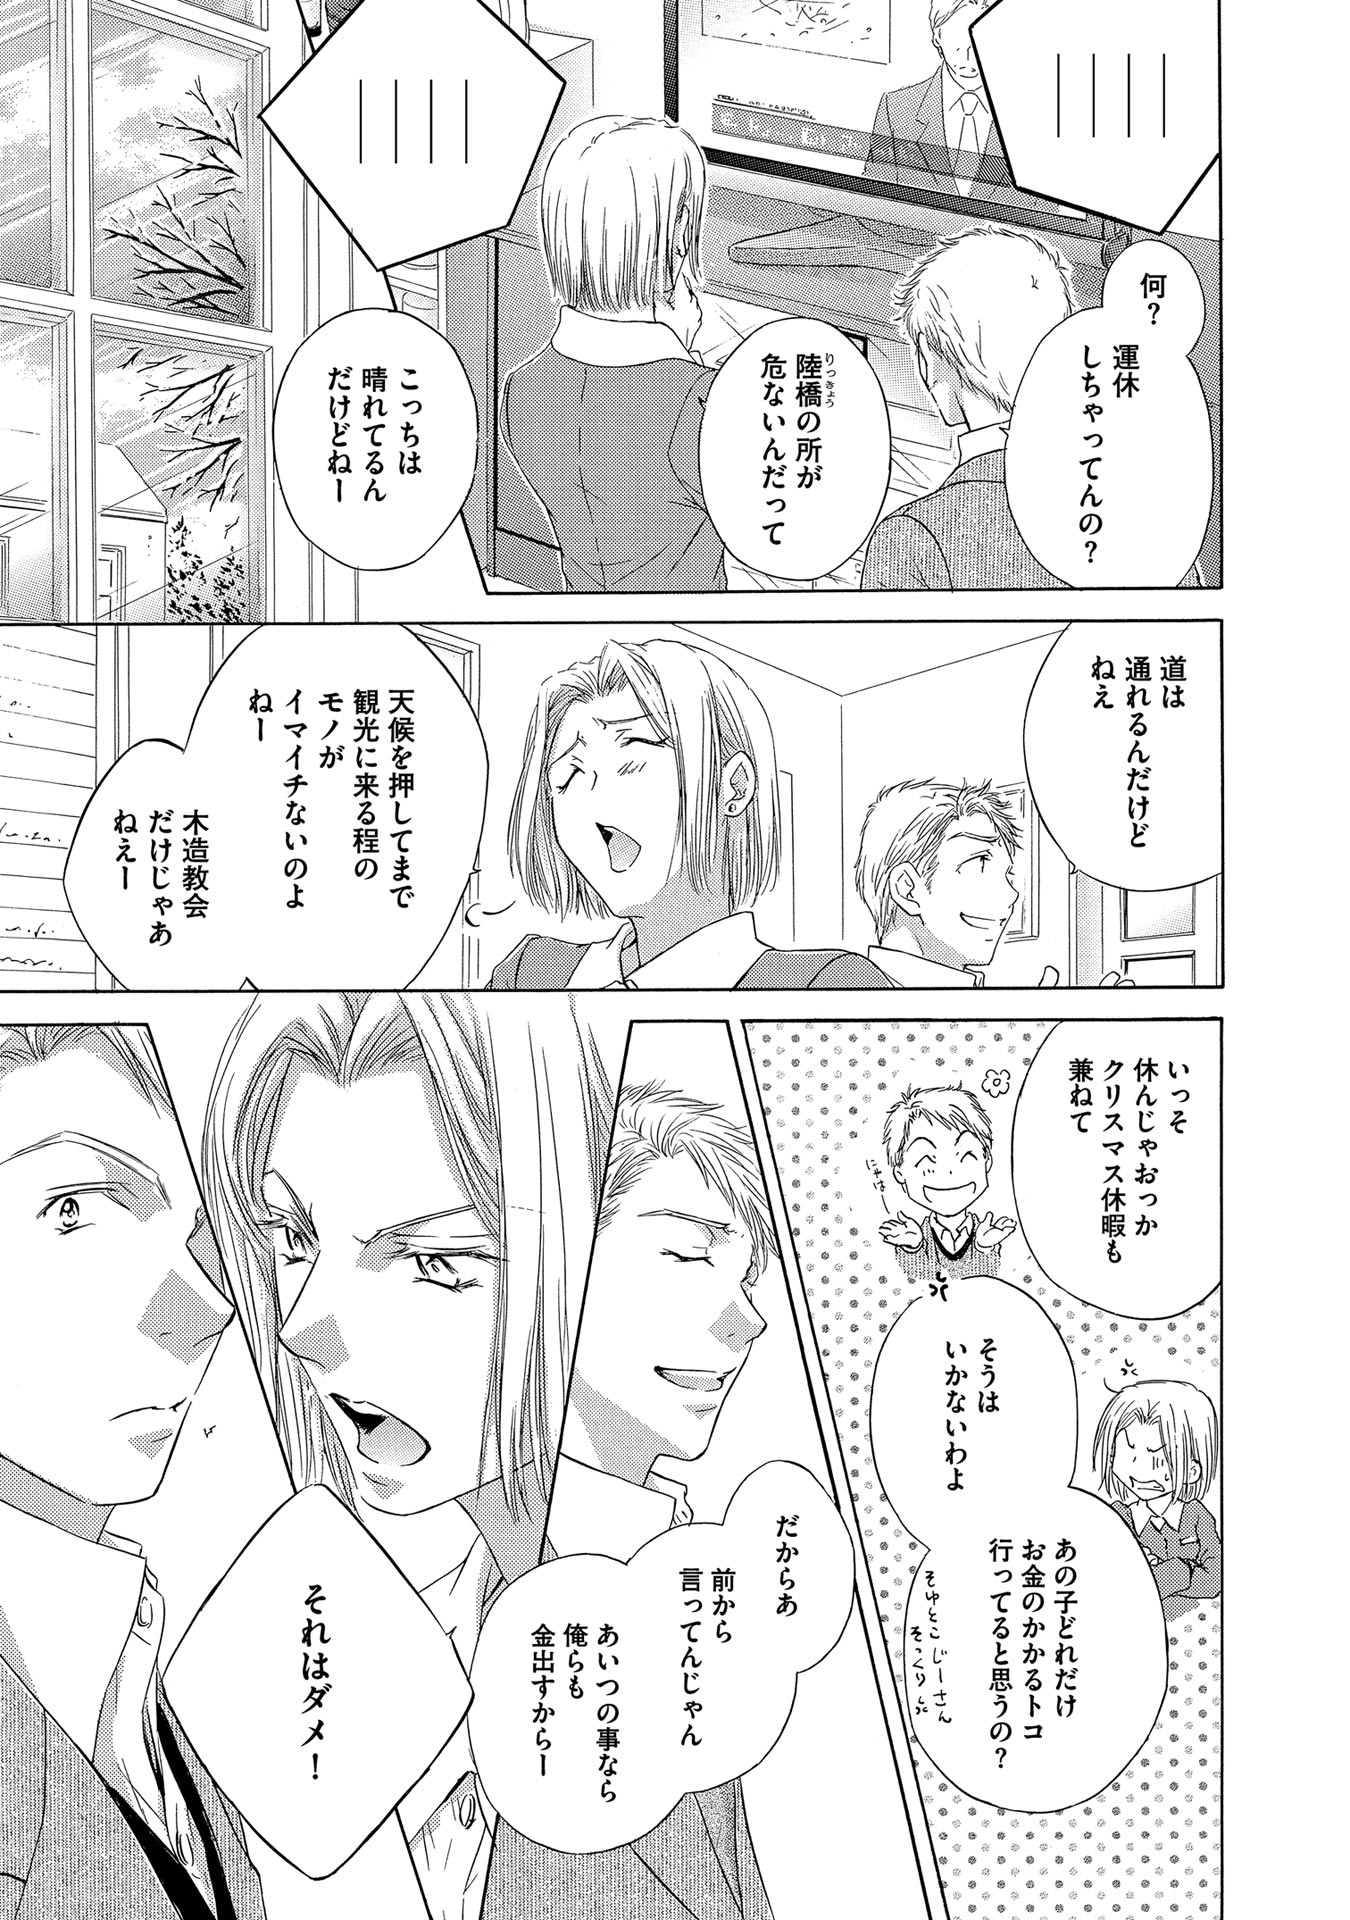 何？
運休
しちゃってんの？
陸橋の所が
りっきょう
危ないんだって
こっちは
晴れてるん
だけどねー
道は
通れるんだけど
ねえ
天候を押してまで
観光に来る程の
モノが
イマイチないのよ
ねー
木造教会
だけじゃあ
ねえー
いっそ
休んじゃおっか
クリスマス休暇も
兼ねて
にゃはー
そうは
いかないわよ
あの子どれだけ
お金のかかるトコ
行ってると思うの？
そゆとこじーさん
そっくり
だからあ
前から
言ってんじゃん
あいつの事なら
俺らも
金出すからー
それはダメ！